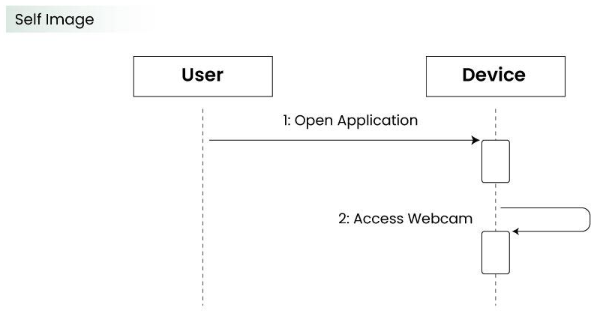 Self Image
User
Device
1: Open Application
2: Access Webcam